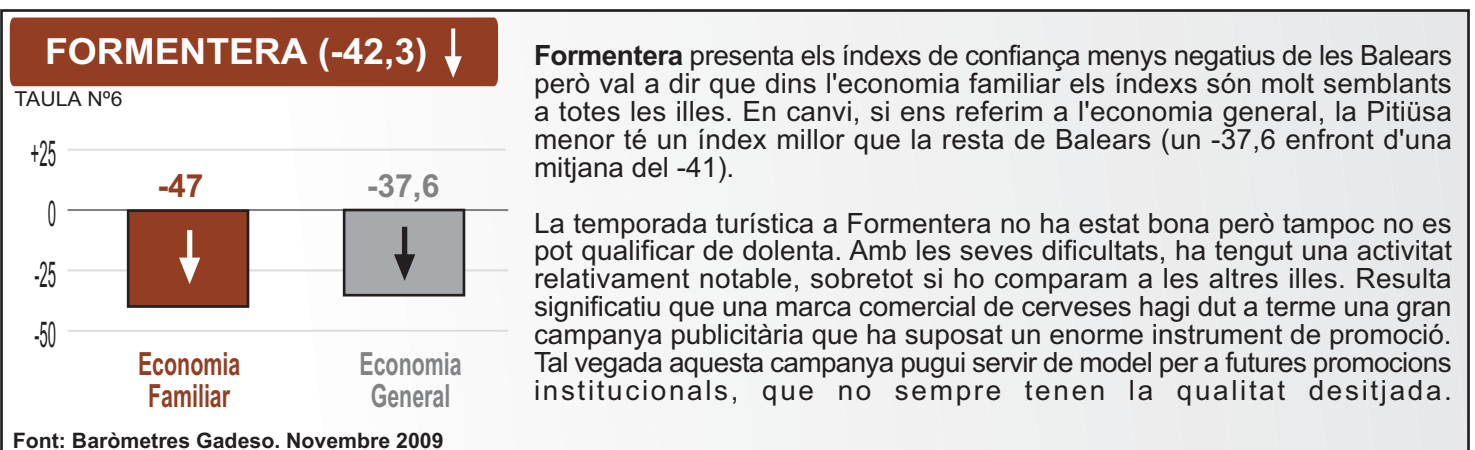 FORMENTERA (-42,3)
TAULA Nº6
+25
0
-25
-50
-47
-37,6
Economia
Familiar
Economia
General
Font: Baròmetres Gadeso. Novembre 2009
Formentera presenta els índexs de confiança menys negatius de les Balears
però val a dir que dins l'economia familiar els índexs són molt semblants
a totes les illes. En canvi, si ens referim a l'economia general, la Pitiüsa
menor té un índex millor que la resta de Balears (un -37,6 enfront d'una
mitjana del -41).
La temporada turística a Formentera no ha estat bona però tampoc no es
pot qualificar de dolenta. Amb les seves dificultats, ha tengut una activitat
relativament notable, sobretot si ho comparam a les altres illes. Resulta
significatiu que una marca comercial de cerveses hagi dut a terme una gran
campanya publicitària que ha suposat un enorme instrument de promoció.
Tal vegada aquesta campanya pugui servir de model per a futures promocions
institucionals, que no sempre tenen la qualitat desitjada.